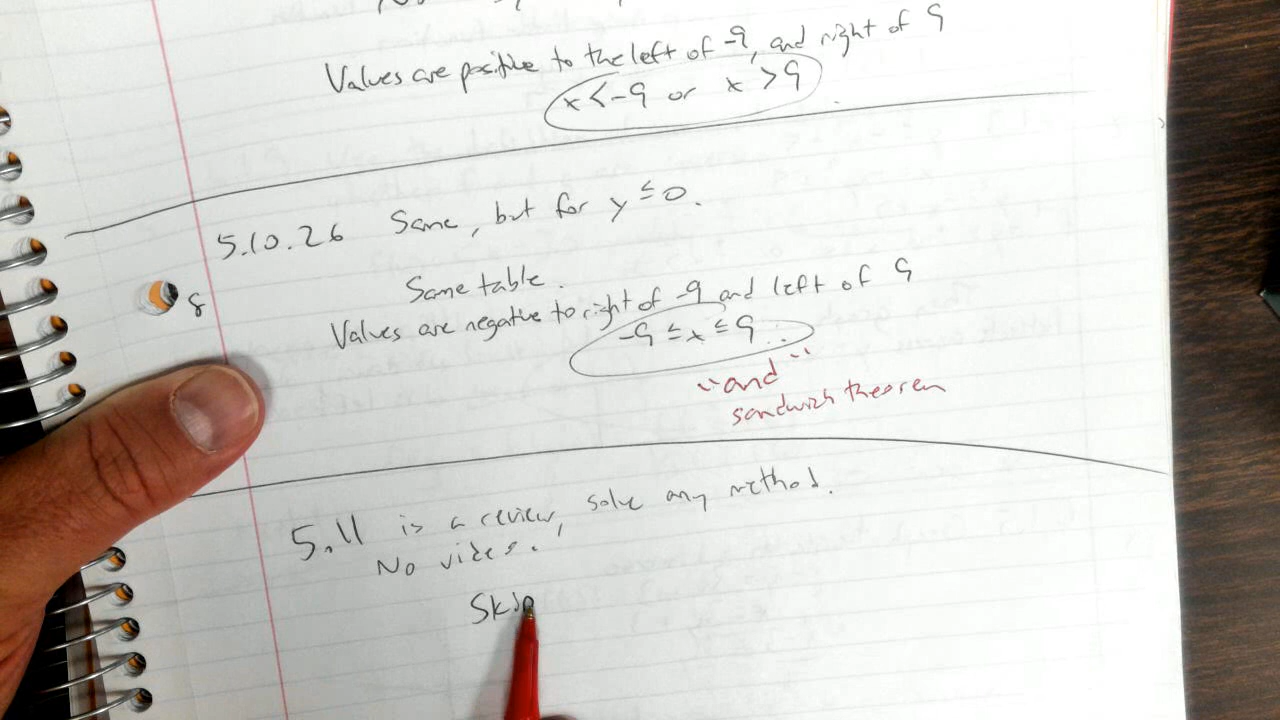 Values are positive to the left of -9, and right of 9
x < -9 or x > 9
5.10.26 Same, but for y ≤ 0.
8
Same table.
Values are negative to right of -9 and left of 9
-9 ≤ x ≤ 9
"and"
sandwich theorem
5.11 is a review, solve any method.
No video.
Skip